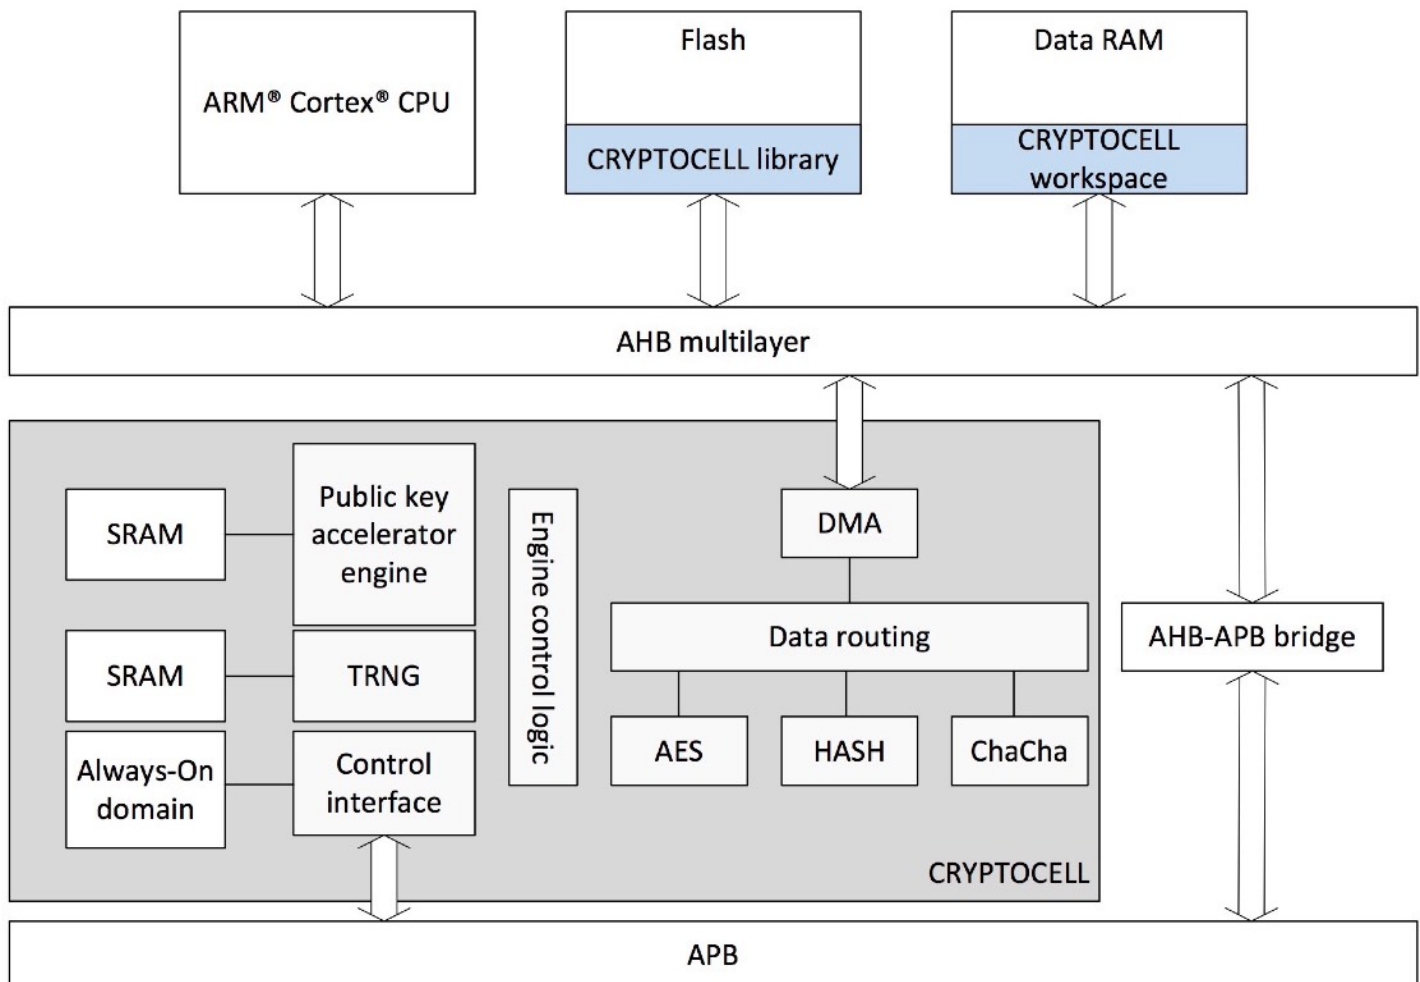 ARM® Cortex® CPU
Flash
CRYPTOCELL library
Data RAM
CRYPTOCELL
workspace
AHB multilayer
SRAM
Public key
accelerator
engine
SRAM
TRNG
Always-On
domain
Control
interface
Engine control logic
DMA
Data routing
AES
HASH
ChaCha
CRYPTOCELL
AHB-APB bridge
APB